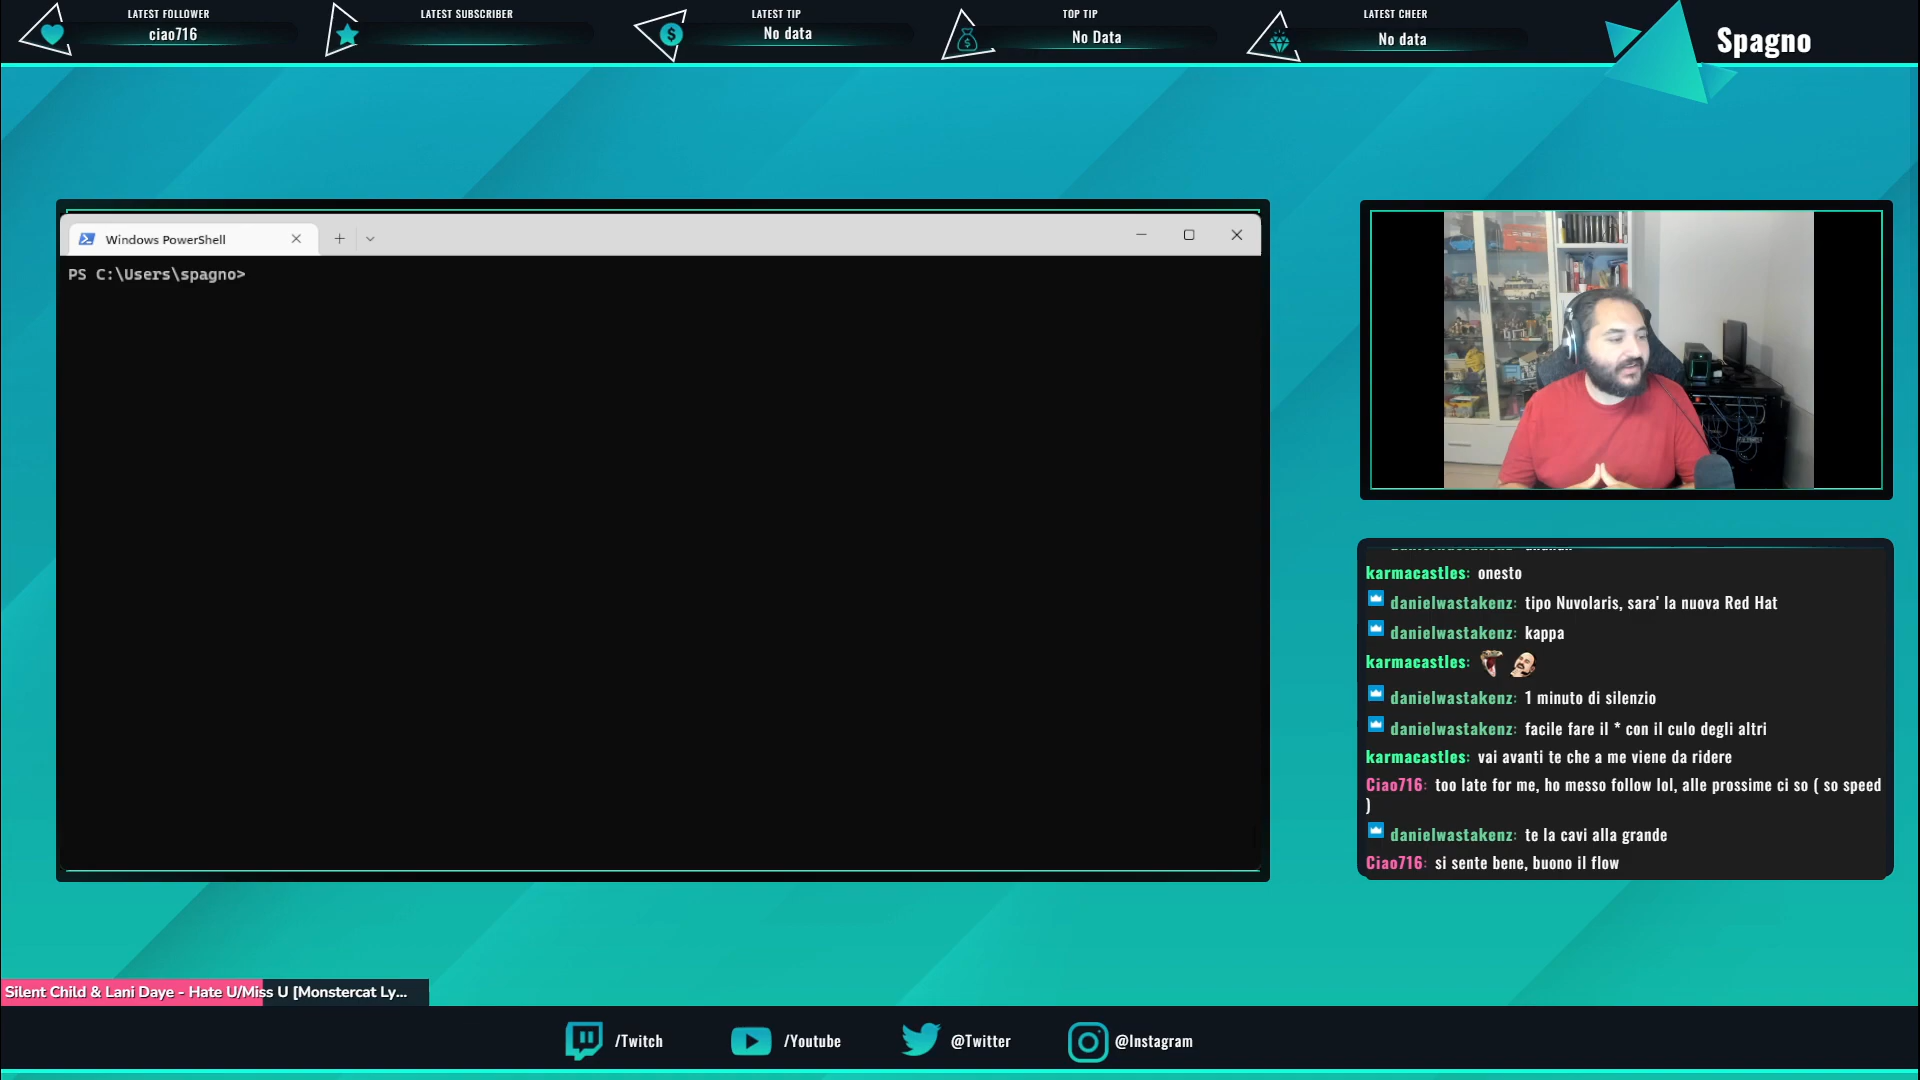 LATEST FOLLOWER
ciao716
LATEST SUBSCRIBER
LATEST TIP
No data
TOP TIP
No Data
LATEST CHEER
No data
Spagno
Windows PowerShell
PS C:\Users\spagno>
karmacastles: onesto
danielwastakenz: tipo Nuvolaris, sara' la nuova Red Hat
danielwastakenz: kappa
karmacastles:
danielwastakenz: 1 minuto di silenzio
danielwastakenz: facile fare il * con il culo degli altri
karmacastles: vai avanti te che a me viene da ridere
Ciao716: too late for me, ho messo follow lol, alle prossime ci so ( so speed
)
danielwastakenz: te la cavi alla grande
Ciao716: si sente bene, buono il flow
Silent Child & Lani Daye - Hate U/Miss U [Monstercat Ly...
/Twitch
/Youtube
@Twitter
@Instagram